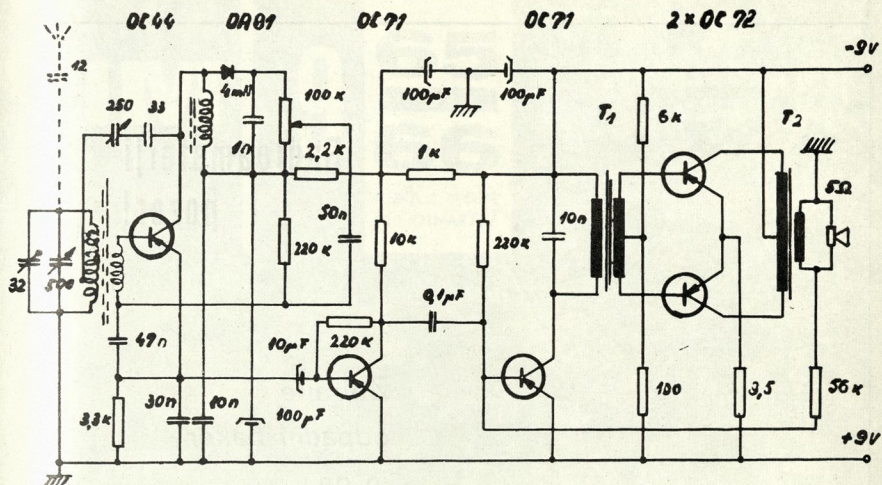 OC44 OA81 OC71 OC71 2×OC72
-9V
12
100µF 100µF
4mH
250 33 100K T1 6K T2
1n
2,2K 1K
5Ω
50n
220K 10K 220K 10n
32 500
0,1µF
47n 10µF 220K
100 3,5 56K
3,3K 30n 10n 100µF
+9V